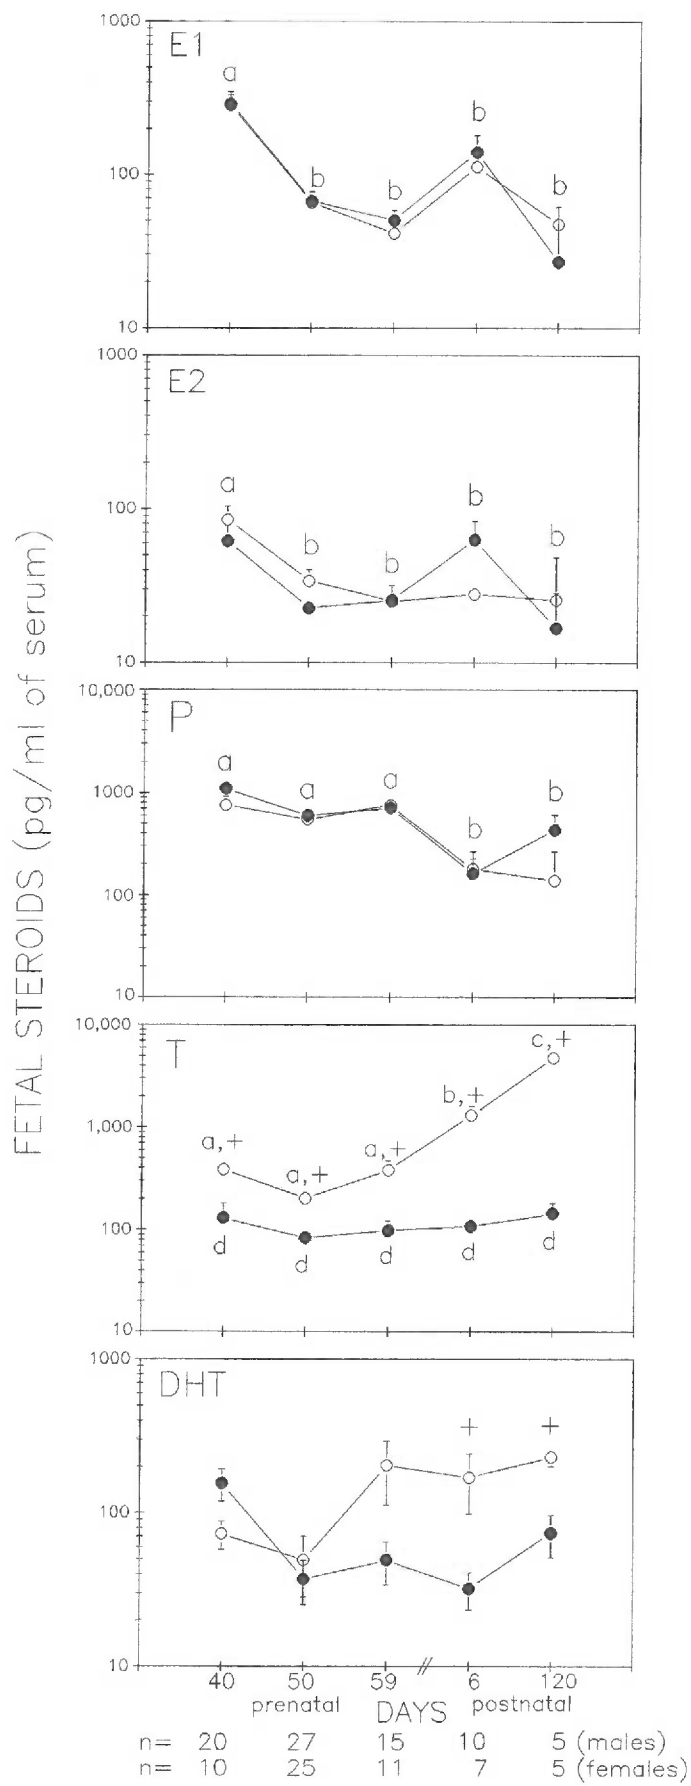 FETAL STEROIDS (pg/ml of serum)
1000
E1
a
b
b
b
b
100
10
1000
E2
a
b
b
b
b
100
10
10,000
P
a
a
a
b
b
1000
100
10
10,000
T
c,+
b,+
a,+
a,+
a,+
1,000
100
d
d
d
d
d
10
1000
DHT
+
+
100
10
40
50
59
//
6
120
prenatal
DAYS
postnatal
n= 20 27 15 10 5 (males)
n= 10 25 11 7 5 (females)